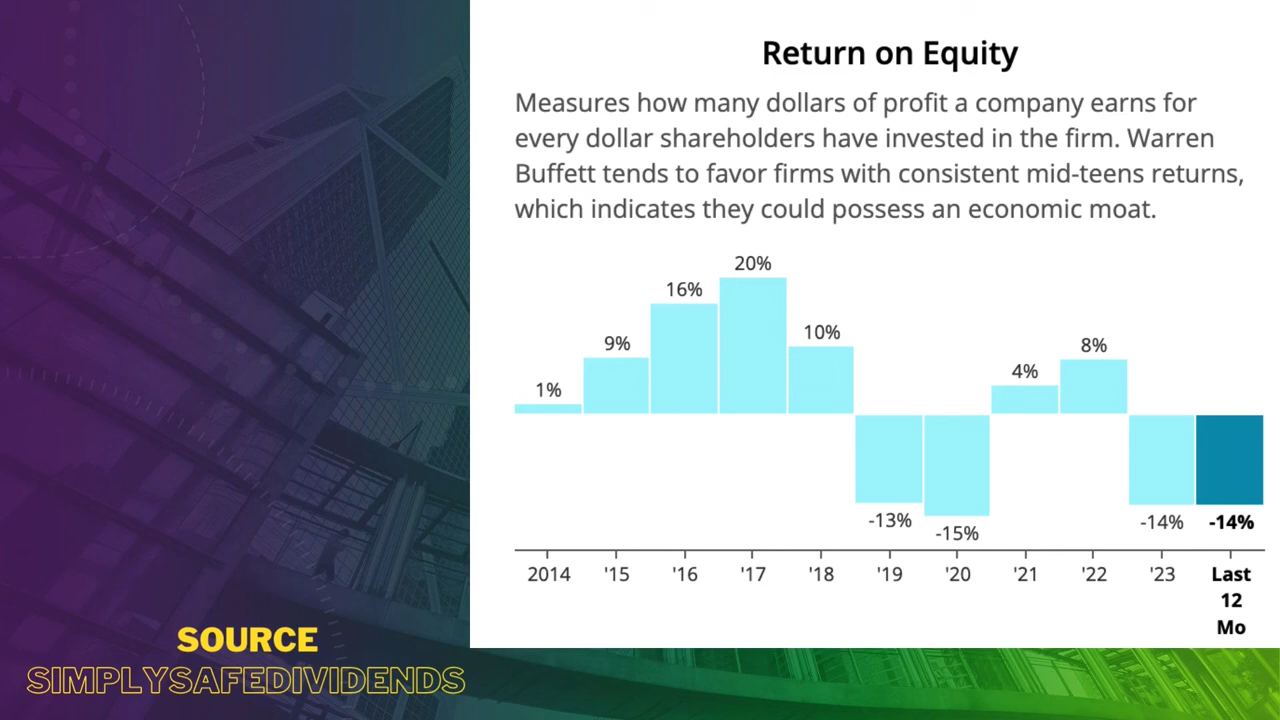 Return on Equity
Measures how many dollars of profit a company earns for
every dollar shareholders have invested in the firm. Warren
Buffett tends to favor firms with consistent mid-teens returns,
which indicates they could possess an economic moat.
1%
9%
16%
20%
10%
-13%
-15%
4%
8%
-14%
-14%
2014 '15 '16 '17 '18 '19 '20 '21 '22 '23 Last
12
Mo
SOURCE
SIMPLYSAFEDIVIDENDS